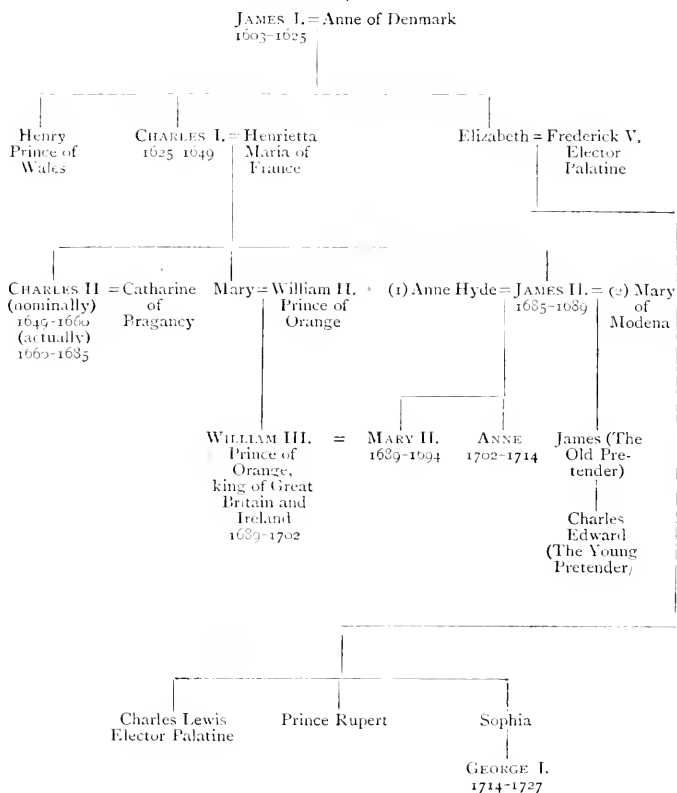 JAMES I. = Anne of Denmark
1603-1625
Henry
Prince of
Wales
CHARLES I. = Henrietta
1625 1649 Maria of
France
Elizabeth = Frederick V.
Elector
Palatine
CHARLES II = Catharine
(nominally) of
1649-1660 Bragancy
(actually)
1660-1685
Mary = William II.
Prince of
Orange
(1) Anne Hyde = JAMES II. = (2) Mary
1685-1689 of
Modena
WILLIAM III. = MARY II.
Prince of 1689-1694
Orange,
king of Great
Britain and
Ireland
1689-1702
ANNE
1702-1714
James (The
Old Pre-
tender)
Charles
Edward
(The Young
Pretender)
Charles Lewis
Elector Palatine
Prince Rupert
Sophia
GEORGE I.
1714-1727